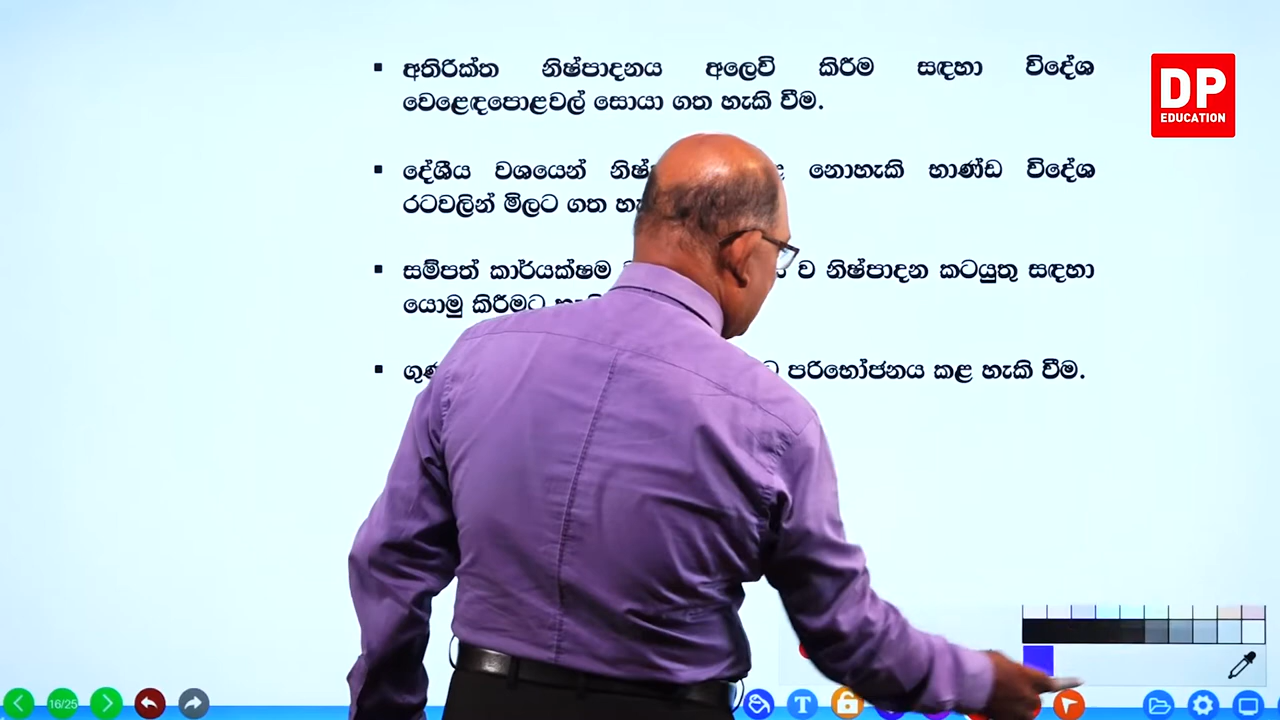 ▪ අතිරික්ත නිෂ්පාදනය අලෙවි කිරීම සඳහා විදේශ
වෙළෙඳපොළවල් සොයා ගත හැකි වීම.
▪ දේශීය වශයෙන් නොහැකි භාණ්ඩ විදේශ
රටවලින් මිලට ගත
▪ සම්පත් කාර්යක්ෂම ව නිෂ්පාදන කටයුතු සඳහා
යොමු කිරීමට
▪ පරිභෝජනය කළ හැකි වීම.
DP
EDUCATION
16/25
T